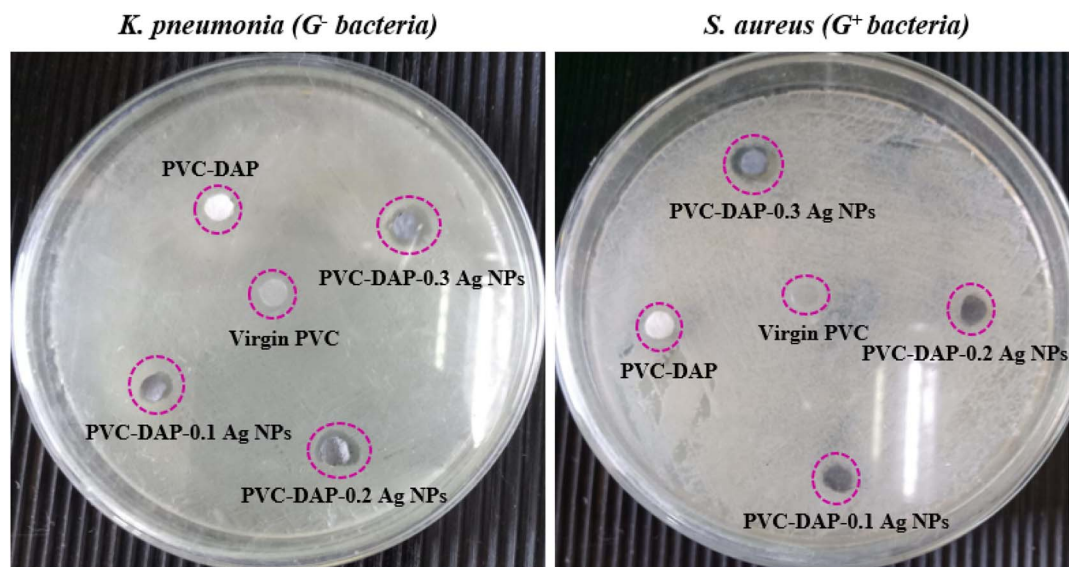 K. pneumonia (G- bacteria)
S. aureus (G+ bacteria)
PVC-DAP
PVC-DAP-0.3 Ag NPs
Virgin PVC
PVC-DAP-0.1 Ag NPs
PVC-DAP-0.2 Ag NPs
PVC-DAP-0.3 Ag NPs
Virgin PVC
PVC-DAP-0.2 Ag NPs
PVC-DAP
PVC-DAP-0.1 Ag NPs